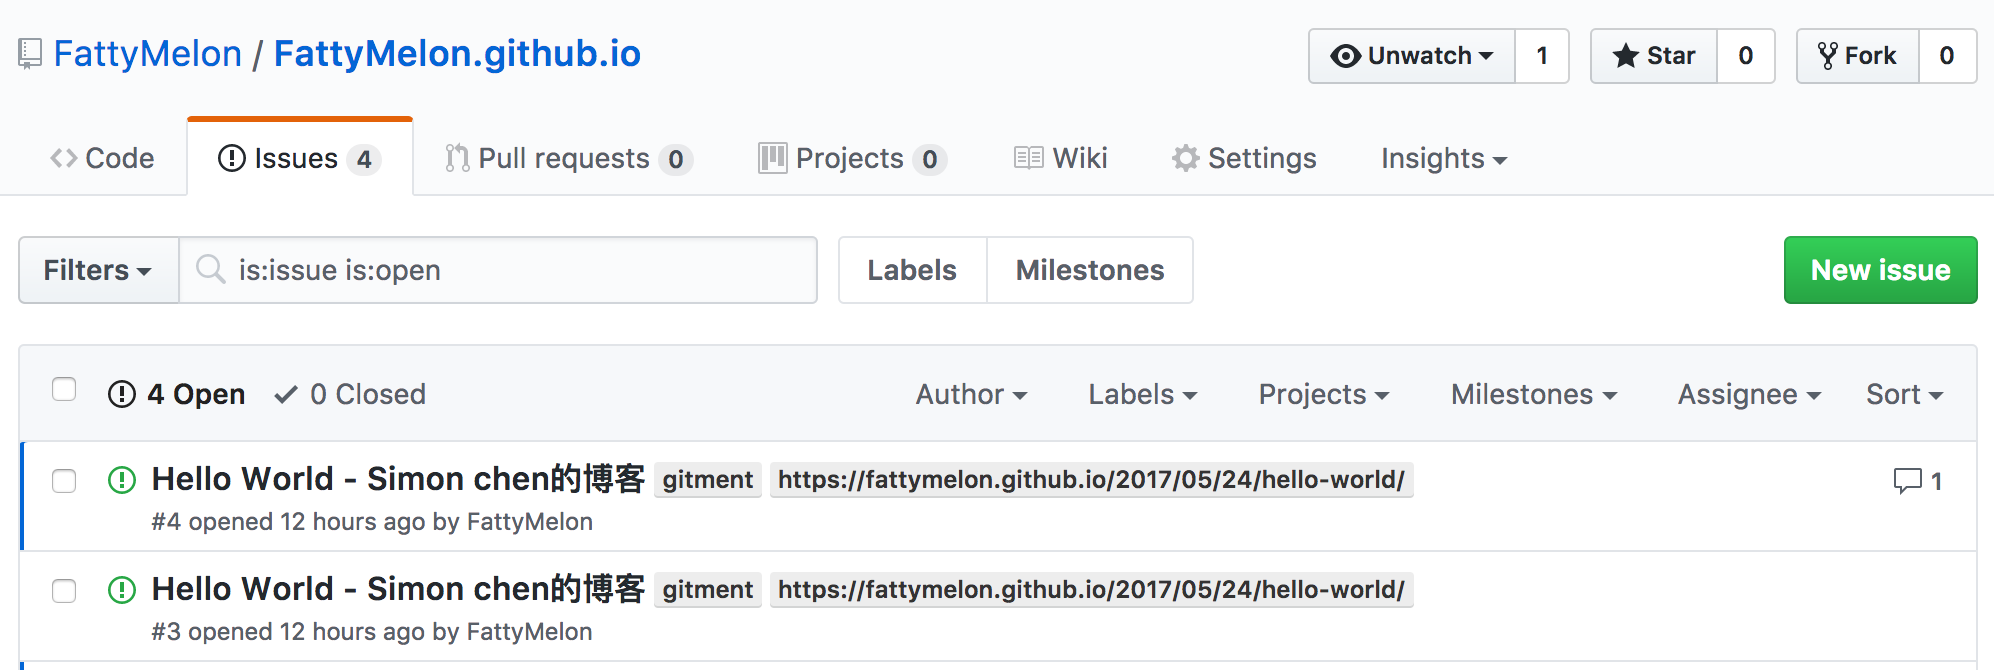 FattyMelon / FattyMelon.github.io Unwatch 1 Star 0 Fork 0
Code Issues 4 Pull requests 0 Projects 0 Wiki Settings Insights
Filters is:issue is:open Labels Milestones New issue
4 Open 0 Closed Author Labels Projects Milestones Assignee Sort
Hello World - Simon chen的博客 gitment https://fattymelon.github.io/2017/05/24/hello-world/ 1
#4 opened 12 hours ago by FattyMelon
Hello World - Simon chen的博客 gitment https://fattymelon.github.io/2017/05/24/hello-world/
#3 opened 12 hours ago by FattyMelon